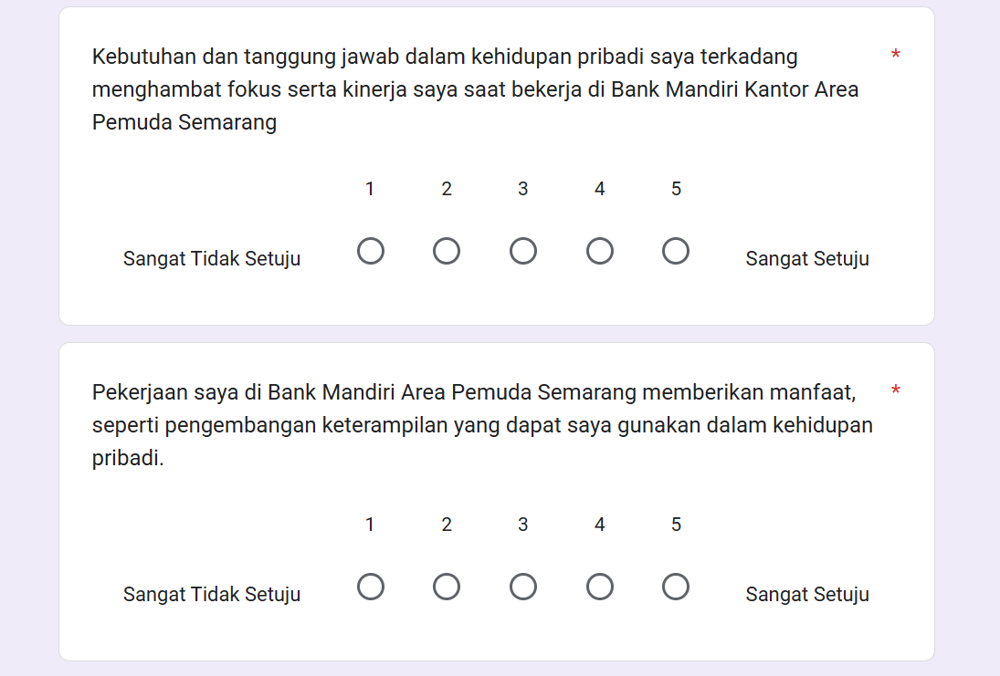 Kebutuhan dan tanggung jawab dalam kehidupan pribadi saya terkadang *
menghambat fokus serta kinerja saya saat bekerja di Bank Mandiri Kantor Area
Pemuda Semarang
1 2 3 4 5
Sangat Tidak Setuju Sangat Setuju
Pekerjaan saya di Bank Mandiri Area Pemuda Semarang memberikan manfaat, *
seperti pengembangan keterampilan yang dapat saya gunakan dalam kehidupan
pribadi.
1 2 3 4 5
Sangat Tidak Setuju Sangat Setuju